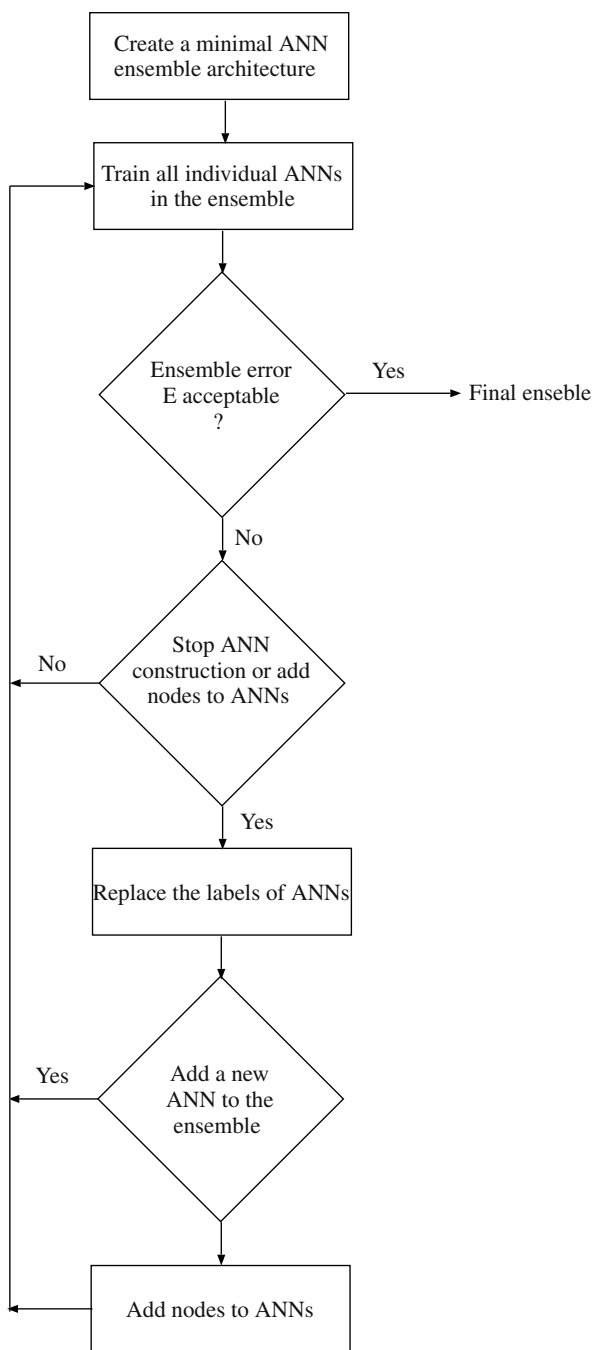 Create a minimal ANN
ensemble architecture
Train all individual ANNs
in the ensemble
Ensemble error
E acceptable
?
Yes
Final enseble
No
Stop ANN
construction or add
nodes to ANNs
No
Yes
Replace the labels of ANNs
Add a new
ANN to the
ensemble
Yes
Add nodes to ANNs